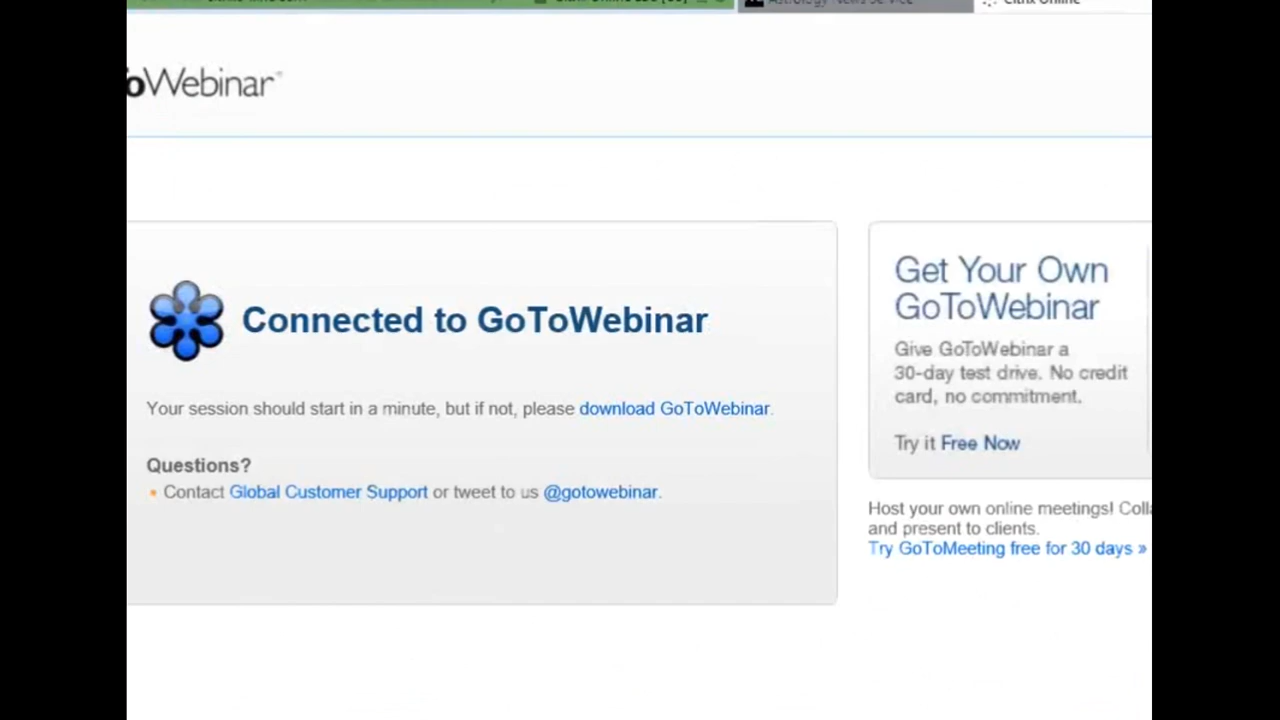 Citrix Online
oWebinar
Connected to GoToWebinar
Your session should start in a minute, but if not, please download GoToWebinar.
Questions?
• Contact Global Customer Support or tweet to us @gotowebinar.
Get Your Own
GoToWebinar
Give GoToWebinar a
30-day test drive. No credit
card, no commitment.
Try it Free Now
Host your own online meetings! Coll
and present to clients.
Try GoToMeeting free for 30 days »